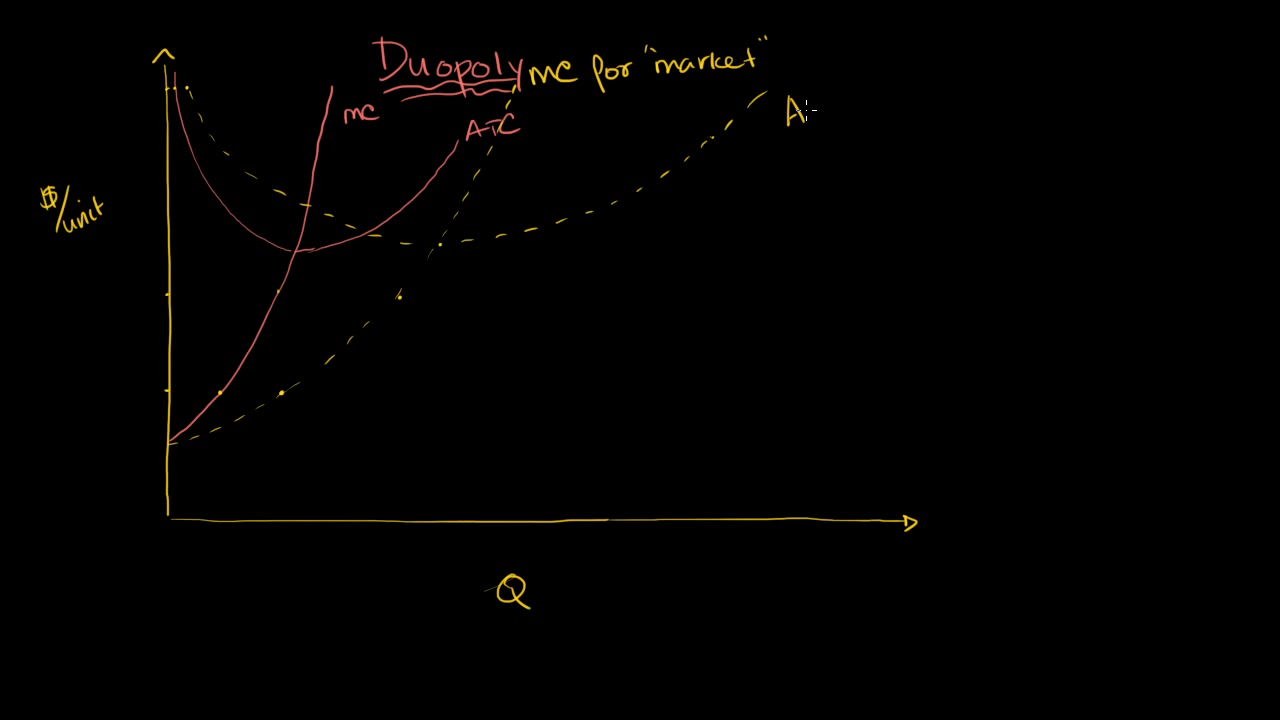 Duopoly
MC for "market"
MC
ATC
A
$/unit
Q